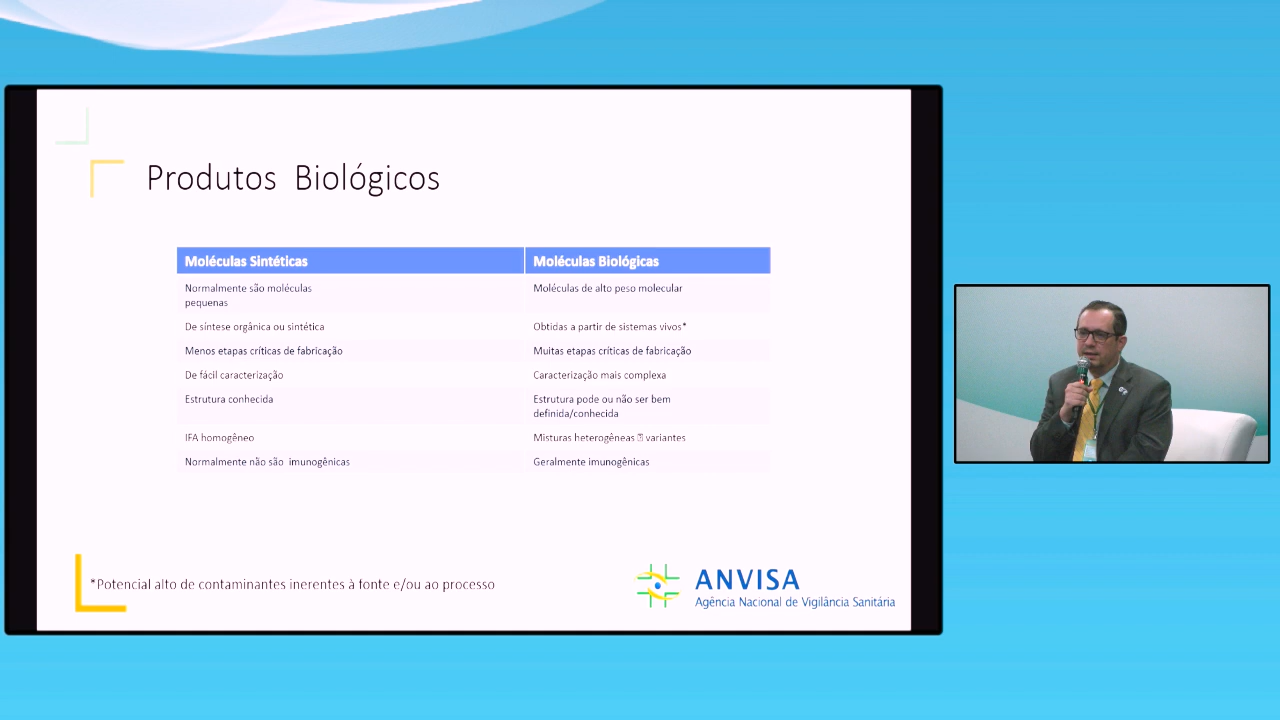 Produtos Biológicos
Moléculas Sintéticas
Moléculas Biológicas
Normalmente são moléculas
pequenas
Moléculas de alto peso molecular
De síntese orgânica ou sintética
Obtidas a partir de sistemas vivos*
Menos etapas críticas de fabricação
Muitas etapas críticas de fabricação
De fácil caracterização
Caracterização mais complexa
Estrutura conhecida
Estrutura pode ou não ser bem
definida/conhecida
IFA homogêneo
Misturas heterogêneas variantes
Normalmente não são imunogênicas
Geralmente imunogênicas
*Potencial alto de contaminantes inerentes à fonte e/ou ao processo
ANVISA
Agência Nacional de Vigilância Sanitária